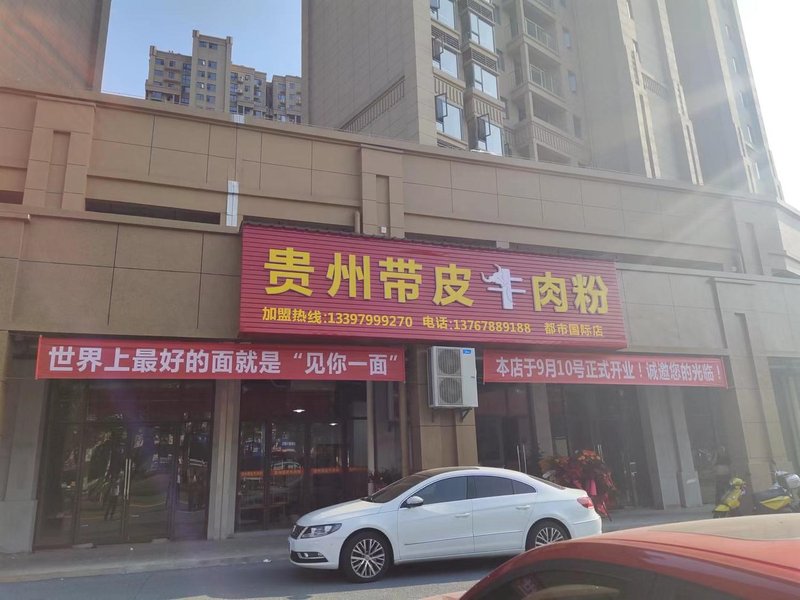 贵州带皮牛肉粉
加盟热线:13397999270 电话:13767889188 都市国际店
世界上最好的面就是“见你一面”
本店于9月10号正式开业！诚邀您的光临！